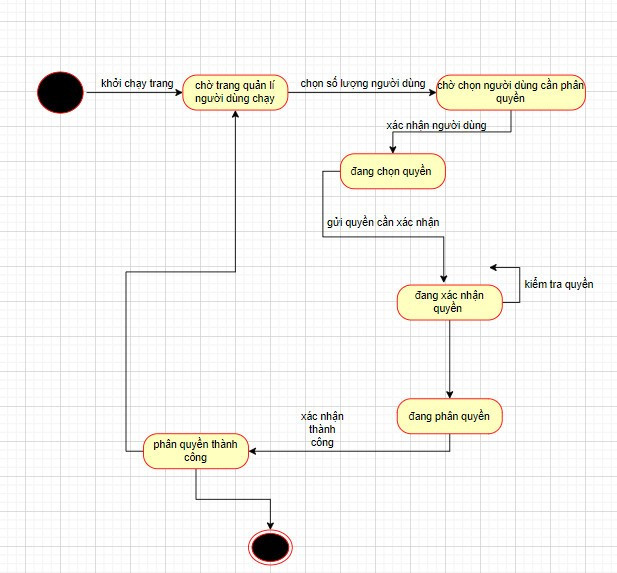 khởi chạy trang
chờ trang quản lí
người dùng chạy
chọn số lượng người dùng
chờ chọn người dùng cần phân
quyền
xác nhận người dùng
đang chọn quyền
gửi quyền cần xác nhận
kiểm tra quyền
đang xác nhận
quyền
đang phân quyền
xác nhận
thành
công
phân quyền thành
công